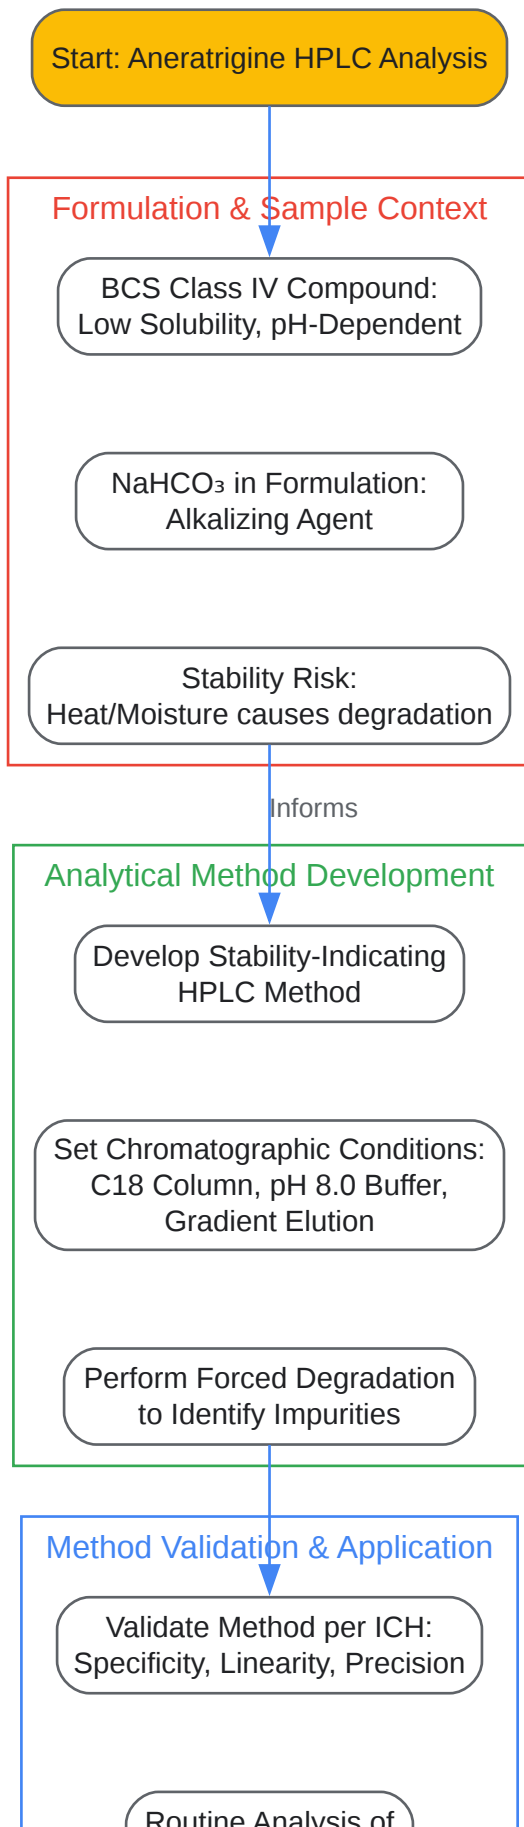 Start: Aneratrigine HPLC Analysis
Formulation & Sample Context
BCS Class IV Compound:
Low Solubility, pH-Dependent
NaHCO₃ in Formulation:
Alkalizing Agent
Stability Risk:
Heat/Moisture causes degradation
Informs
Analytical Method Development
Develop Stability-Indicating
HPLC Method
Set Chromatographic Conditions:
C18 Column, pH 8.0 Buffer,
Gradient Elution
Perform Forced Degradation
to Identify Impurities
Method Validation & Application
Validate Method per ICH:
Specificity, Linearity, Precision
Routine Analysis of